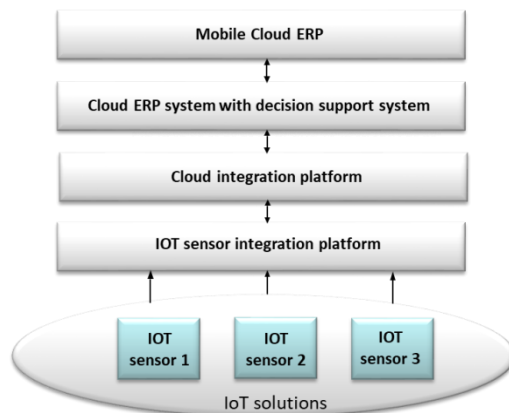 Mobile Cloud ERP
Cloud ERP system with decision support system
Cloud integration platform
IOT sensor integration platform
IOT
sensor 1
IOT
sensor 2
IOT
sensor 3
IoT solutions